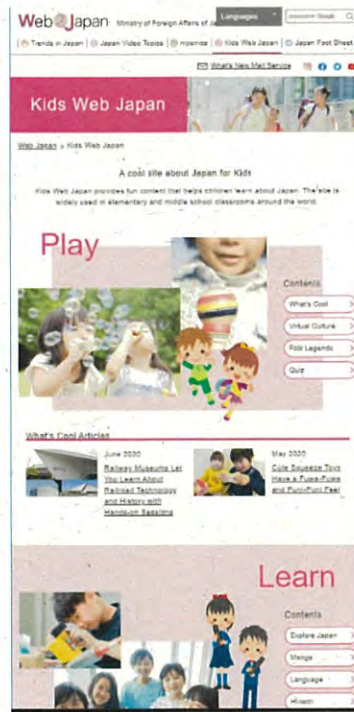 Web Japan
Ministry of Foreign Affairs of J
Languages
Trends in Japan
Japan Video Topics
niponica
Kids Web Japan
Japan Fact Sheet
What's New Mail Service
Kids Web Japan
Web Japan » Kids Web Japan
A cool site about Japan for Kids
Kids Web Japan provides fun content that helps children learn about Japan. The site is
widely used in elementary and middle school classrooms around the world.
Play
Contents
What's Cool
Virtual Culture
Folk Legends
Quiz
What's Cool Articles
June 2020
Railway Museums Let
You Learn About
Railroad Technology
and History with
Hands-on Sessions
May 2020
Cute Squeeze Toys
Have a Fuwa-Fuwa
and Puni-Puni Feel
Learn
Contents
Explore Japan
Manga
Language